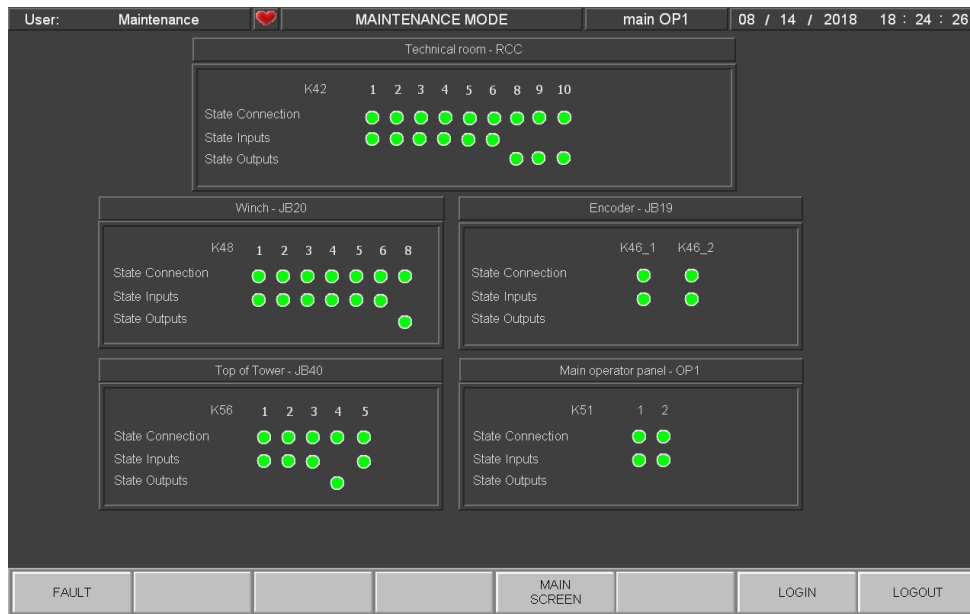 User: Maintenance MAINTENANCE MODE main OP1 08 / 14 / 2018 18 : 24 : 26
Technical room - RCC
K42 1 2 3 4 5 6 8 9 10
State Connection
State Inputs
State Outputs
Winch - JB20
K48 1 2 3 4 5 6 8
State Connection
State Inputs
State Outputs
Encoder - JB19
K46_1 K46_2
State Connection
State Inputs
State Outputs
Top of Tower - JB40
K56 1 2 3 4 5
State Connection
State Inputs
State Outputs
Main operator panel - OP1
K51 1 2
State Connection
State Inputs
State Outputs
FAULT
MAIN
SCREEN
LOGIN
LOGOUT